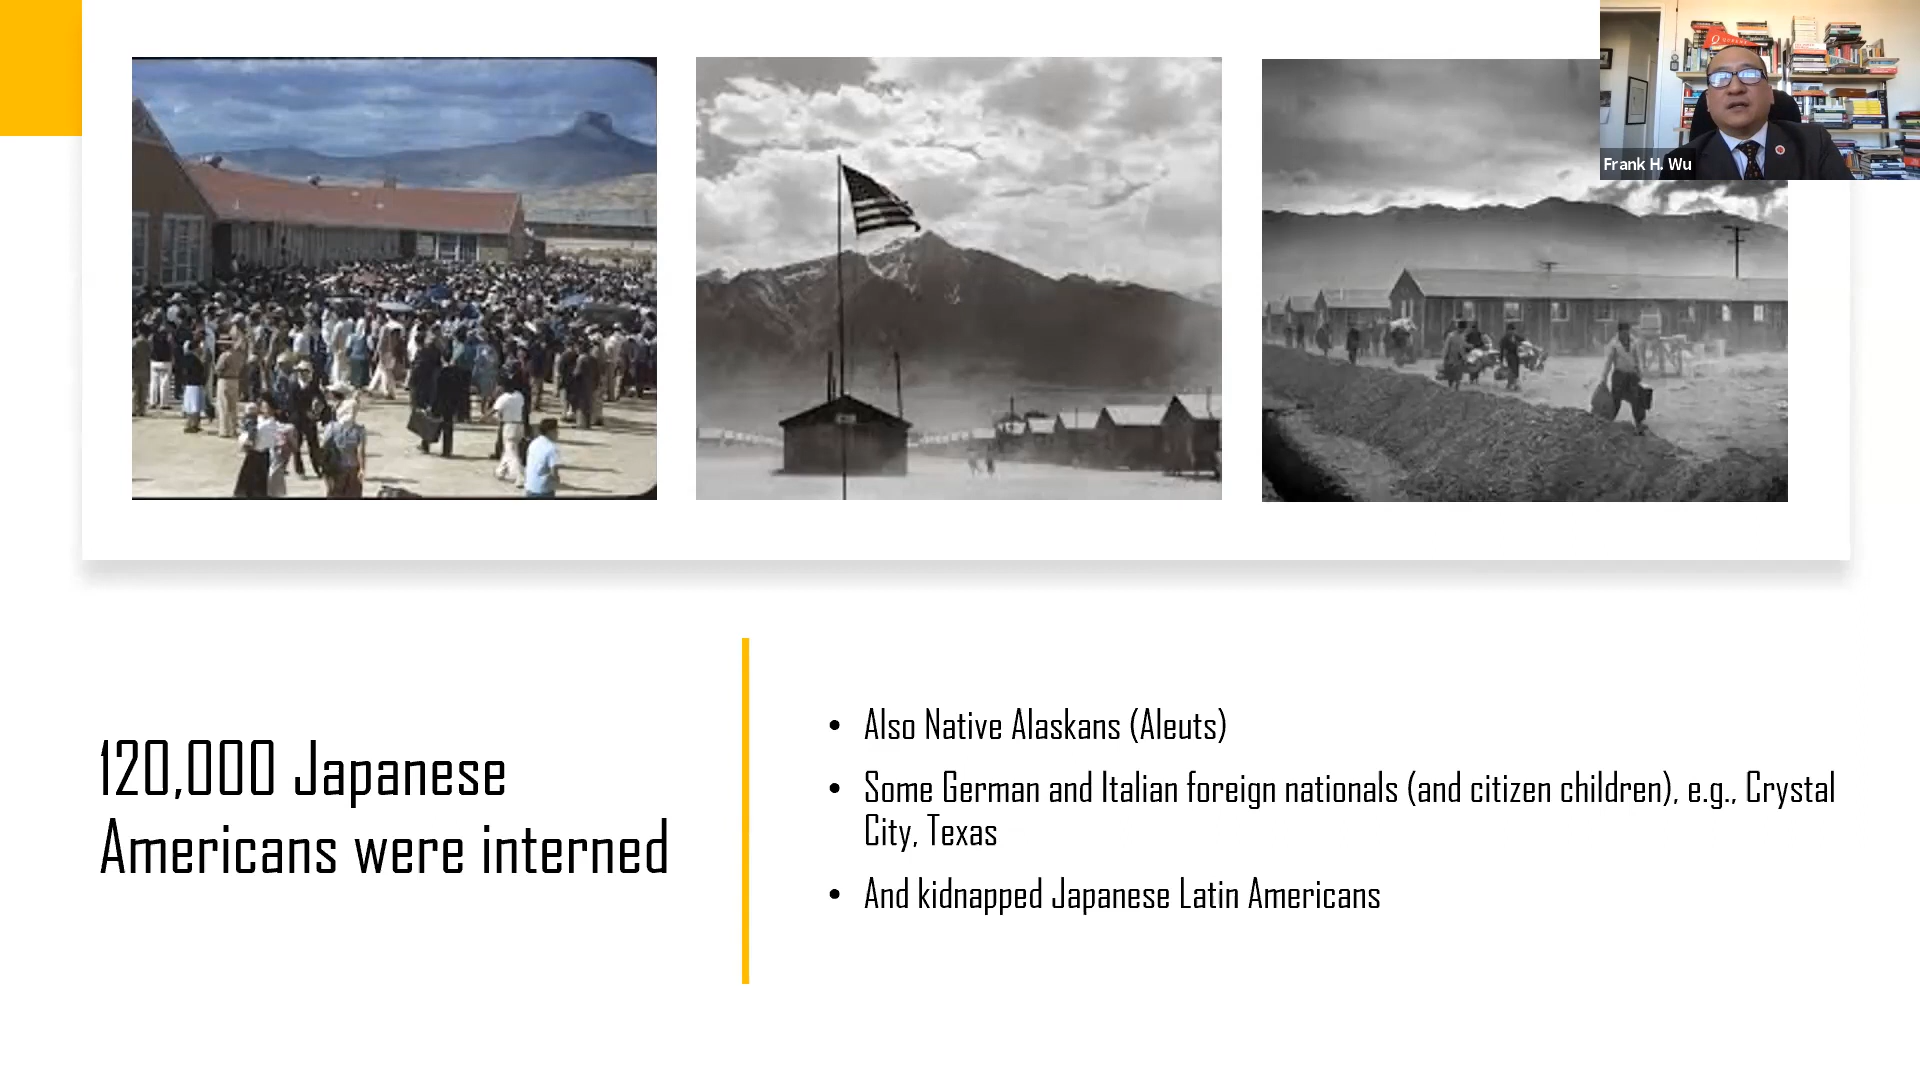 Frank H. Wu
120,000 Japanese
Americans were interned
• Also Native Alaskans (Aleuts)
• Some German and Italian foreign nationals (and citizen children), e.g., Crystal
City, Texas
• And kidnapped Japanese Latin Americans